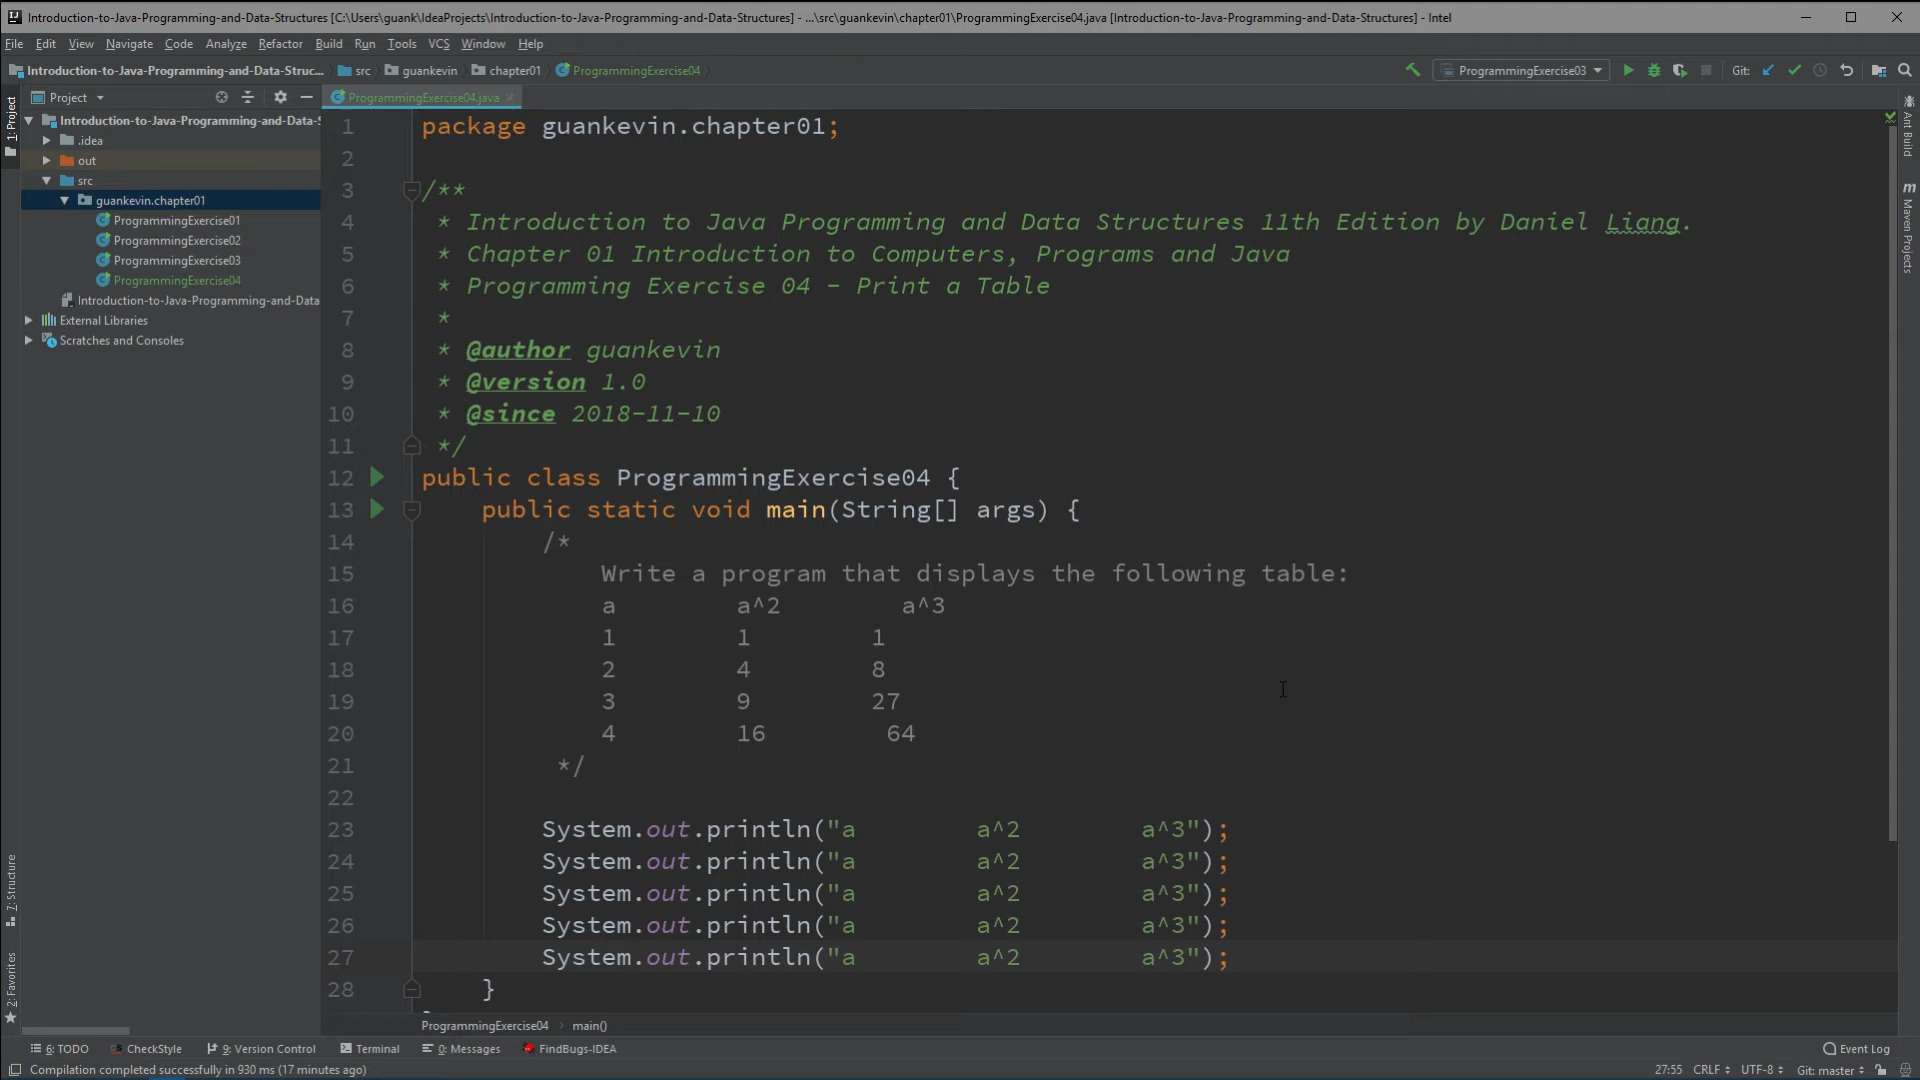 Introduction-to-Java-Programming-and-Data-Structures [C:\Users\guank\IdeaProjects\Introduction-to-Java-Programming-and-Data-Structures] - ...\src\guankevin\chapter01\ProgrammingExercise04.java [Introduction-to-Java-Programming-and-Data-Structures] - Intel
File Edit View Navigate Code Analyze Refactor Build Run Tools VCS Window Help
Introduction-to-Java-Programming-and-Data-Struc... src guankevin chapter01 ProgrammingExercise04 ProgrammingExercise03 Git:
Project ProgrammingExercise04.java
1: Project
Introduction-to-Java-Programming-and-Data-S
.idea
out
src
guankevin.chapter01
ProgrammingExercise01
ProgrammingExercise02
ProgrammingExercise03
ProgrammingExercise04
Introduction-to-Java-Programming-and-Data
External Libraries
Scratches and Consoles
1 package guankevin.chapter01;
2
3 /**
4 * Introduction to Java Programming and Data Structures 11th Edition by Daniel Liang.
5 * Chapter 01 Introduction to Computers, Programs and Java
6 * Programming Exercise 04 - Print a Table
7 *
8 * @author guankevin
9 * @version 1.0
10 * @since 2018-11-10
11 */
12 public class ProgrammingExercise04 {
13 public static void main(String[] args) {
14 /*
15 Write a program that displays the following table:
16 a a^2 a^3
17 1 1 1
18 2 4 8
19 3 9 27
20 4 16 64
21 */
22
23 System.out.println("a a^2 a^3");
24 System.out.println("a a^2 a^3");
25 System.out.println("a a^2 a^3");
26 System.out.println("a a^2 a^3");
27 System.out.println("a a^2 a^3");
28 }
Ant Build
m Maven Projects
7: Structure
2: Favorites
ProgrammingExercise04 main()
6: TODO CheckStyle 9: Version Control Terminal 0: Messages FindBugs-IDEA Event Log
Compilation completed successfully in 930 ms (17 minutes ago) 27:55 CRLF UTF-8 Git: master